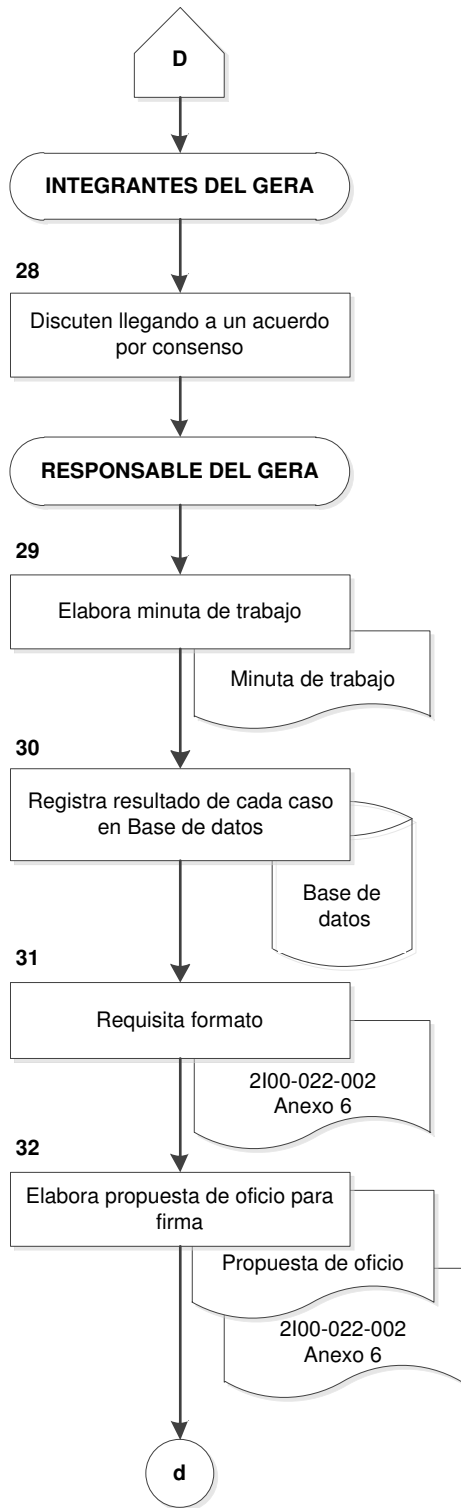 D
INTEGRANTES DEL GERA
28
Discuten llegando a un acuerdo
por consenso
RESPONSABLE DEL GERA
29
Elabora minuta de trabajo
Minuta de trabajo
30
Registra resultado de cada caso
en Base de datos
Base de
datos
31
Requisita formato
2I00-022-002
Anexo 6
32
Elabora propuesta de oficio para
firma
Propuesta de oficio
2I00-022-002
Anexo 6
d